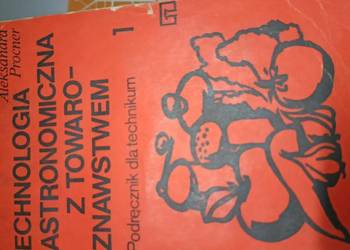 Aleksandra
Procner
ECHNOLOGIA
ASTRONOMICZNA
Z TOWARO-
ZNAWSTWEM
1
Podręcznik dla technikum